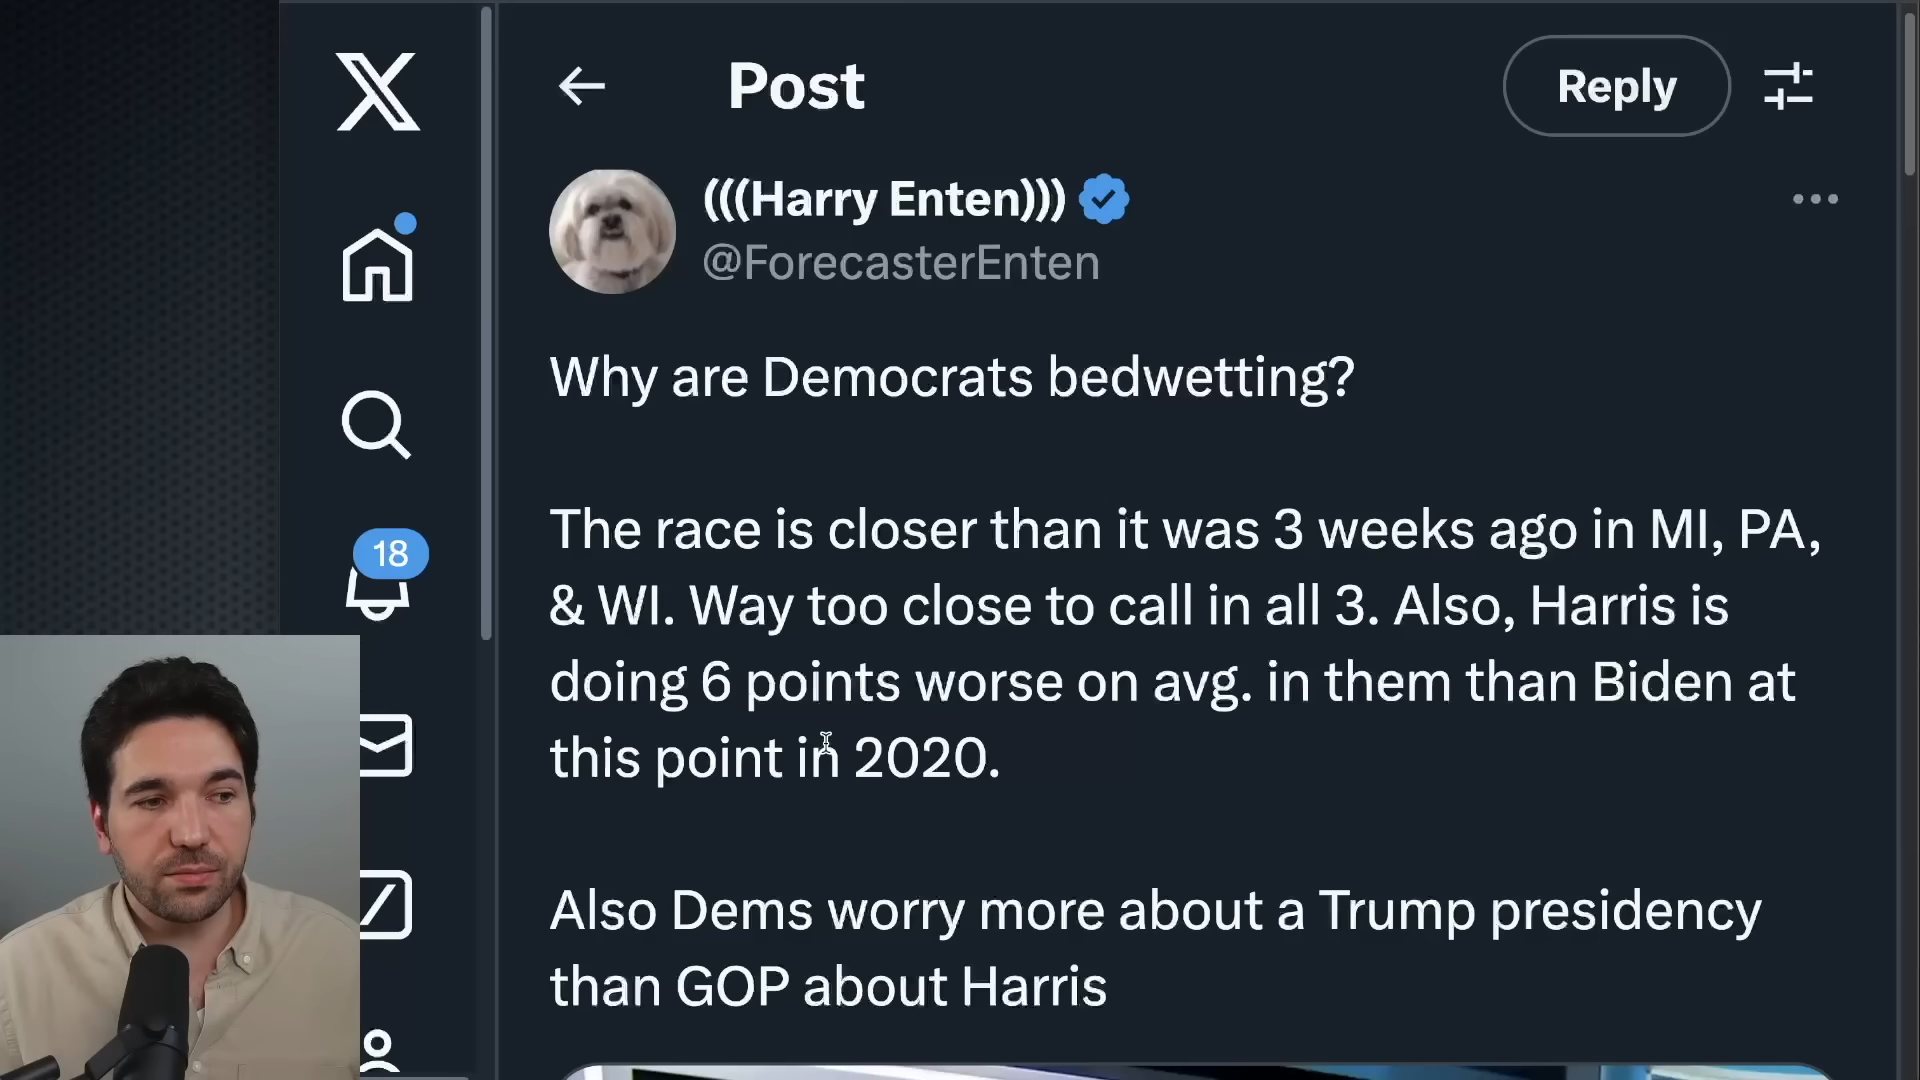 Post
Reply
(((Harry Enten)))
@ForecasterEnten
Why are Democrats bedwetting?
The race is closer than it was 3 weeks ago in MI, PA,
& WI. Way too close to call in all 3. Also, Harris is
doing 6 points worse on avg. in them than Biden at
this point in 2020.
Also Dems worry more about a Trump presidency
than GOP about Harris
18